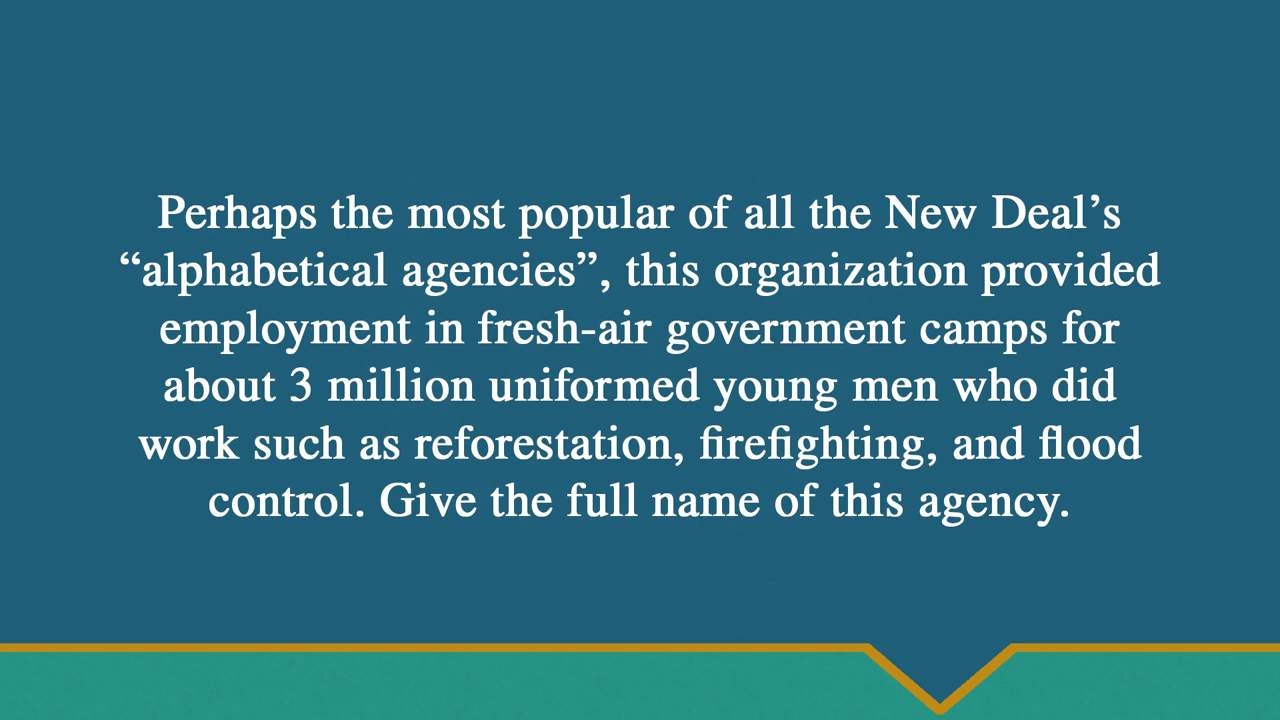 Perhaps the most popular of all the New Deal’s
“alphabetical agencies”, this organization provided
employment in fresh-air government camps for
about 3 million uniformed young men who did
work such as reforestation, firefighting, and flood
control. Give the full name of this agency.